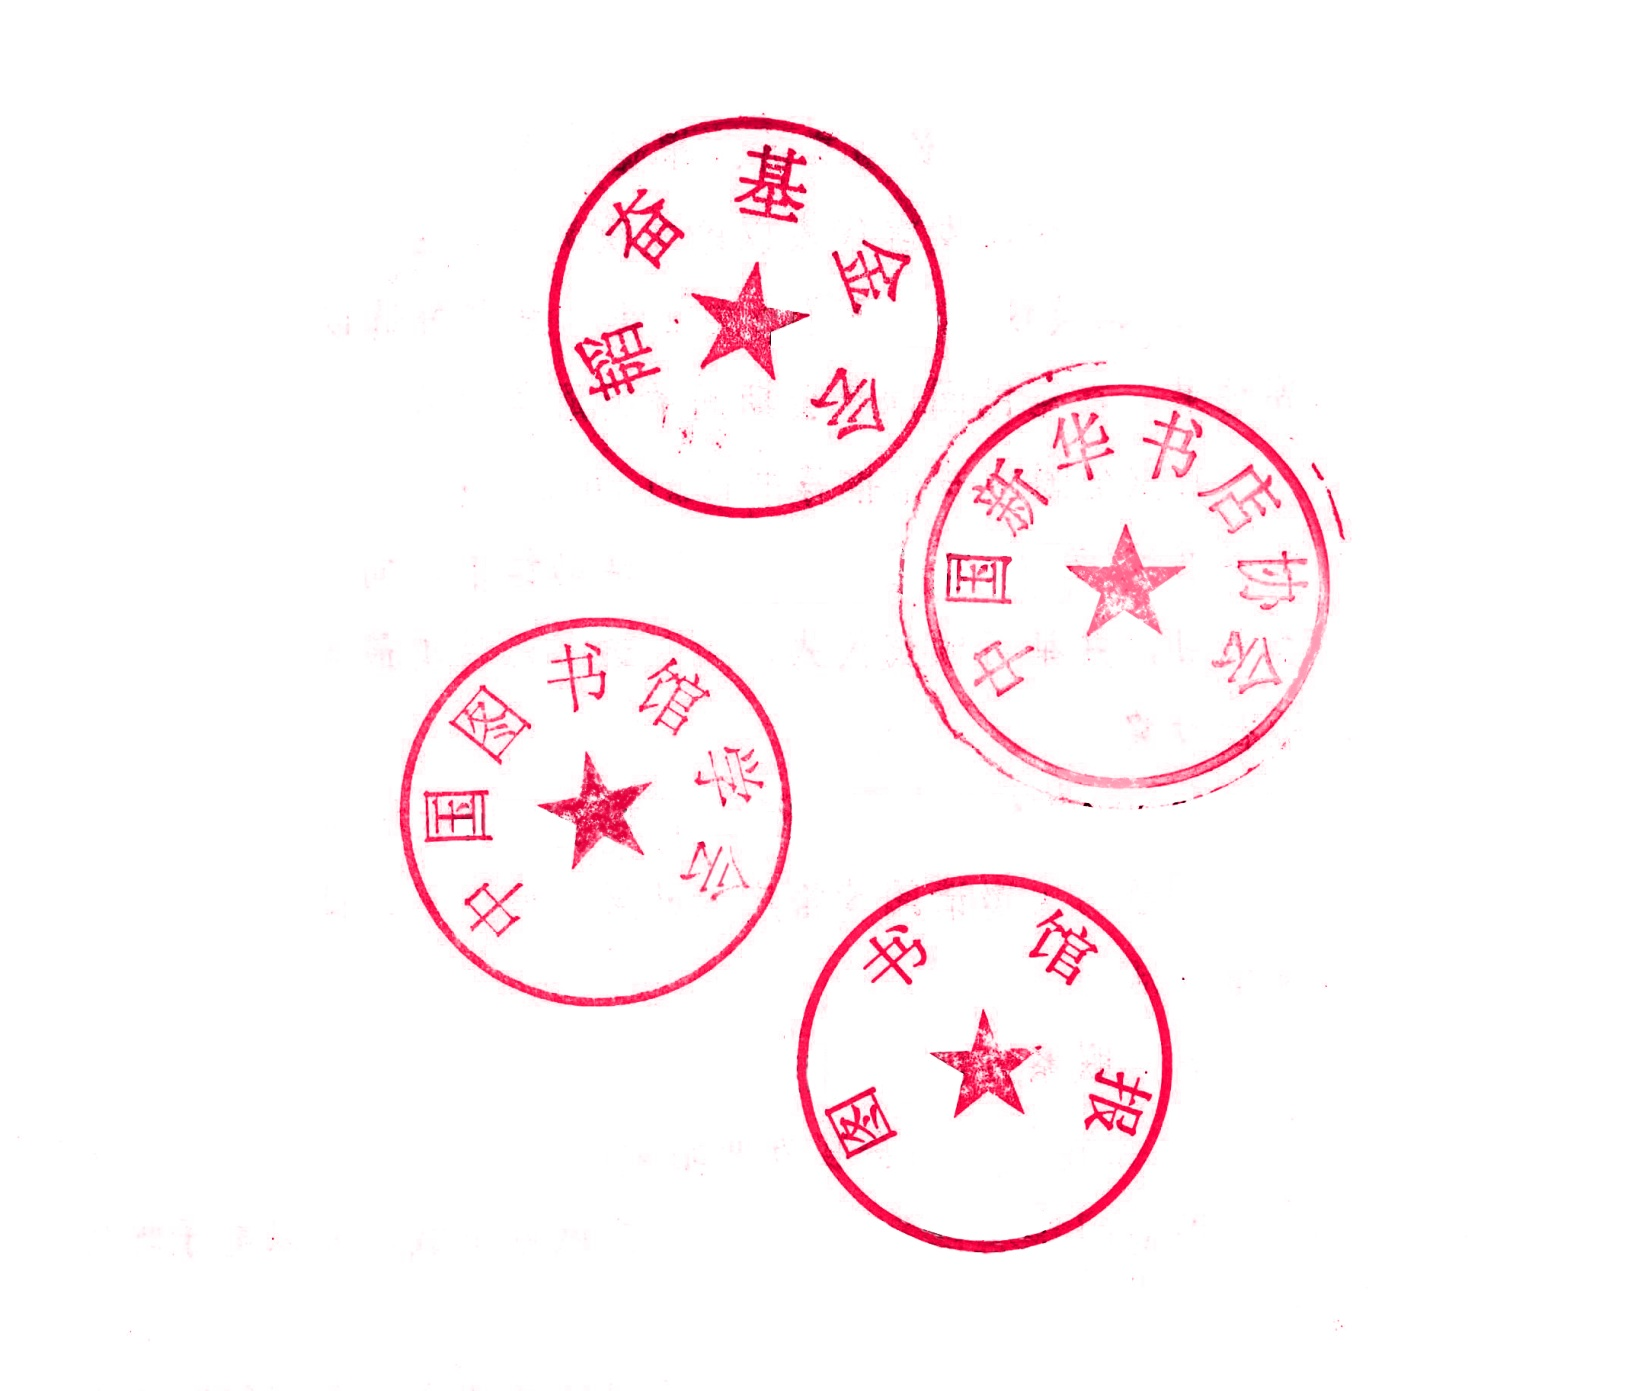 韬奋基金会
中国新华书店协会
中国图书馆学会
图书馆报